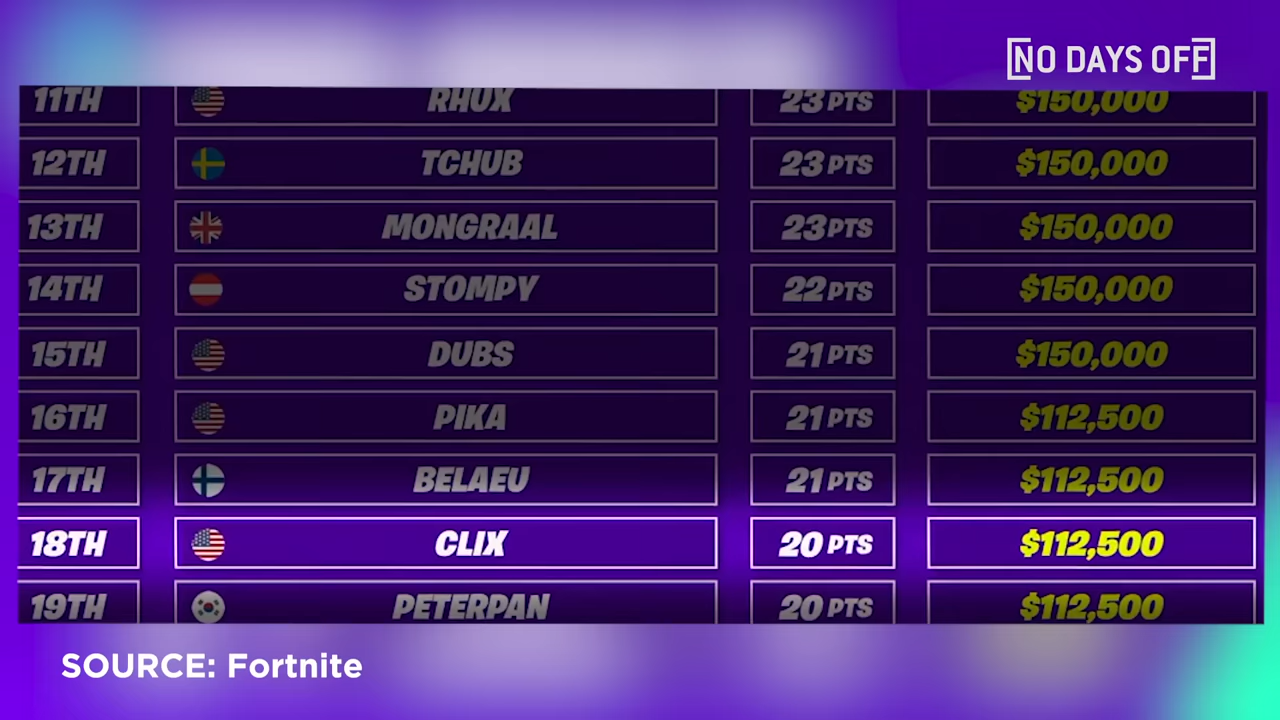 [NO DAYS OFF]
11TH RHUX 23 PTS $150,000
12TH TCHUB 23 PTS $150,000
13TH MONGRAAL 23 PTS $150,000
14TH STOMPY 22 PTS $150,000
15TH DUBS 21 PTS $150,000
16TH PIKA 21 PTS $112,500
17TH BELAEU 21 PTS $112,500
18TH CLIX 20 PTS $112,500
19TH PETERPAN 20 PTS $112,500
SOURCE: Fortnite